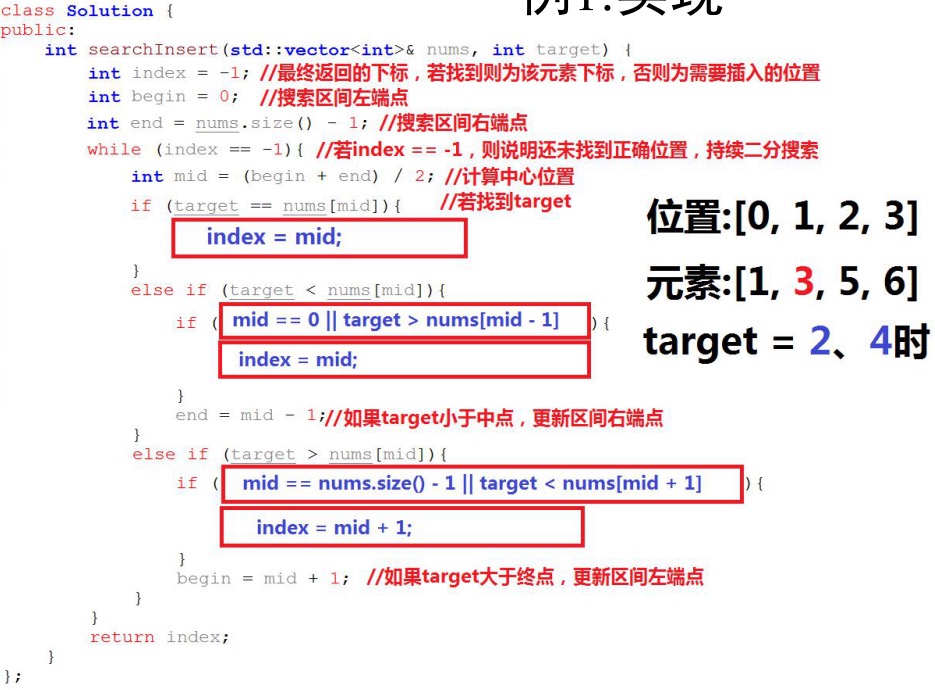 例1:实现
class Solution {
public:
int searchInsert(std::vector<int>& nums, int target) {
int index = -1; //最终返回的下标，若找到则为该元素下标，否则为需要插入的位置
int begin = 0; //搜索区间左端点
int end = nums.size() - 1; //搜索区间右端点
while (index == -1){ //若index == -1，则说明还未找到正确位置，持续二分搜索
int mid = (begin + end) / 2; //计算中心位置
if (target == nums[mid]){ //若找到target
index = mid;
}
else if (target < nums[mid]){
if ( mid == 0 || target > nums[mid - 1] ){
index = mid;
}
end = mid - 1;//如果target小于中点，更新区间右端点
}
else if (target > nums[mid]){
if ( mid == nums.size() - 1 || target < nums[mid + 1] ){
index = mid + 1;
}
begin = mid + 1; //如果target大于终点，更新区间左端点
}
}
return index;
}
};
位置:[0, 1, 2, 3]
元素:[1, 3, 5, 6]
target = 2、4时